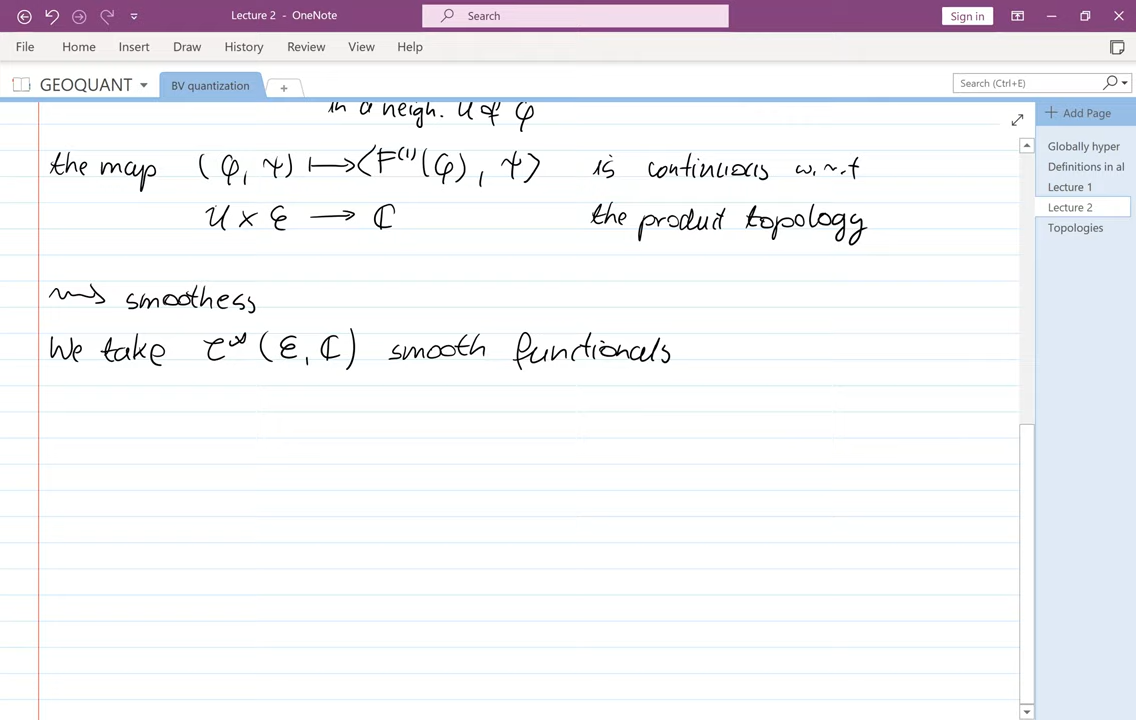 Lecture 2 - OneNote
Search
Sign in
File Home Insert Draw History Review View Help
GEOQUANT
BV quantization
Search (Ctrl+E)
Add Page
Globally hyper
Definitions in al
Lecture 1
Lecture 2
Topologies
in a neigh. U of φ
the map (φ, ψ) ↦ ⟨F⁽¹⁾(φ), ψ⟩ is continuous w.r.t
U × ℰ → ℂ the product topology
⇝ smoothess
We take 𝒞^∞(ℰ, ℂ) smooth functionals